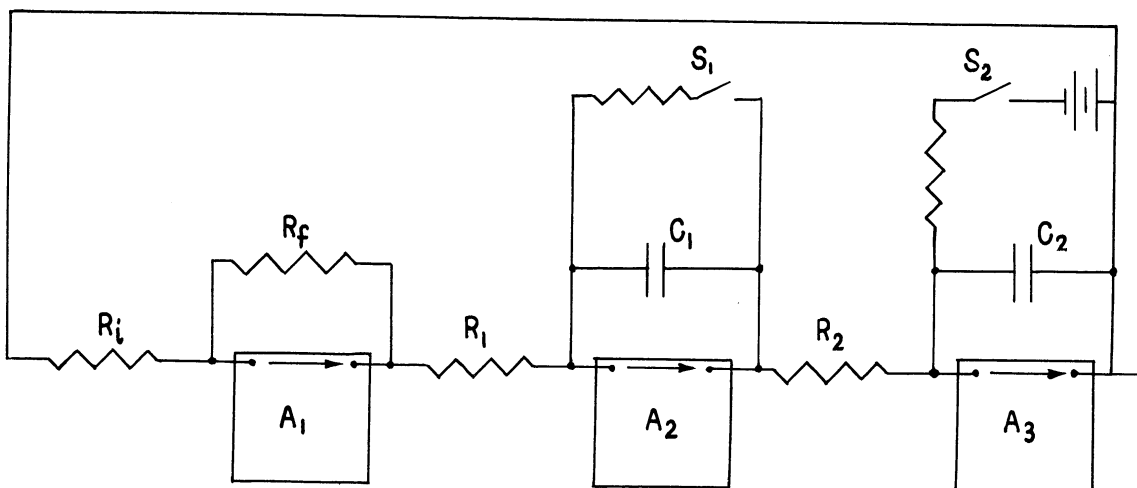 S₁
S₂
R_f
C₁
C₂
R_i
R₁
R₂
A₁
A₂
A₃